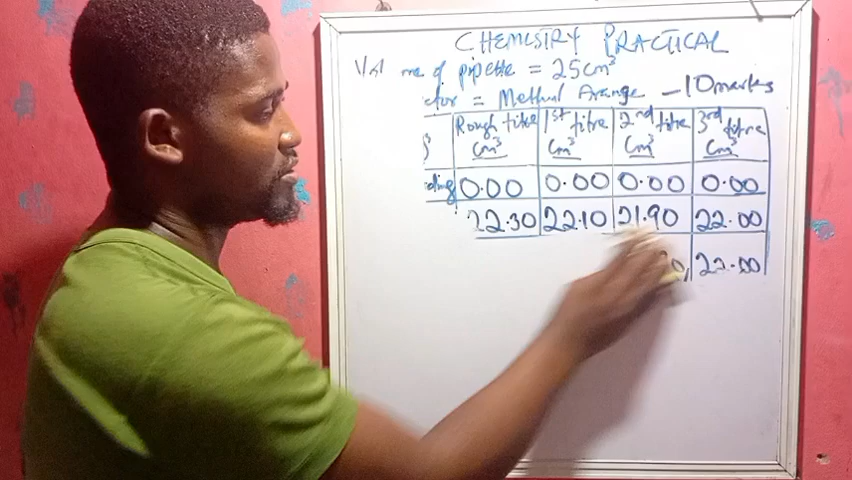 CHEMISTRY PRACTICAL
me of pipette = 25cm³
= Methyl Orange - 10marks
Rough titre cm³ 1st titre cm³ 2nd titre cm³ 3rd titre cm³
ding 0.00 0.00 0.00 0.00
22.30 22.10 21.90 22.00
0, 22.00